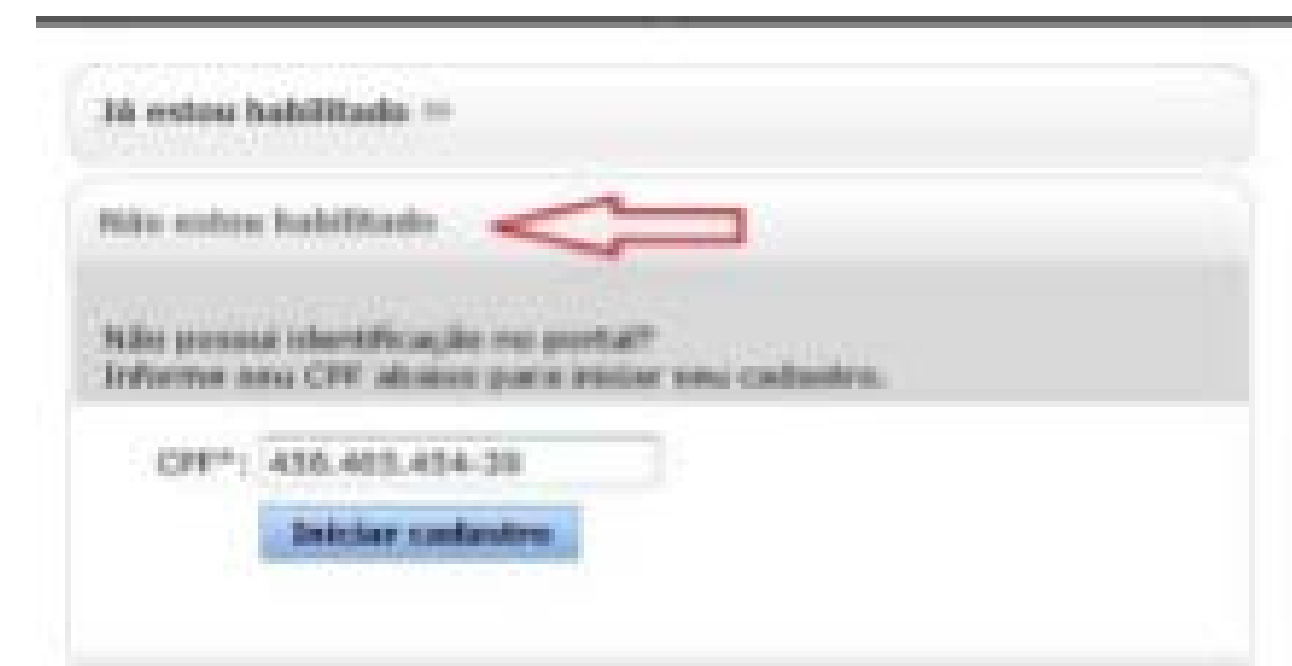 Já estou habilitado
Não estou habilitado
Não possui identificação no portal?
Informe seu CPF abaixo para iniciar seu cadastro.
CPF*:
Iniciar cadastro